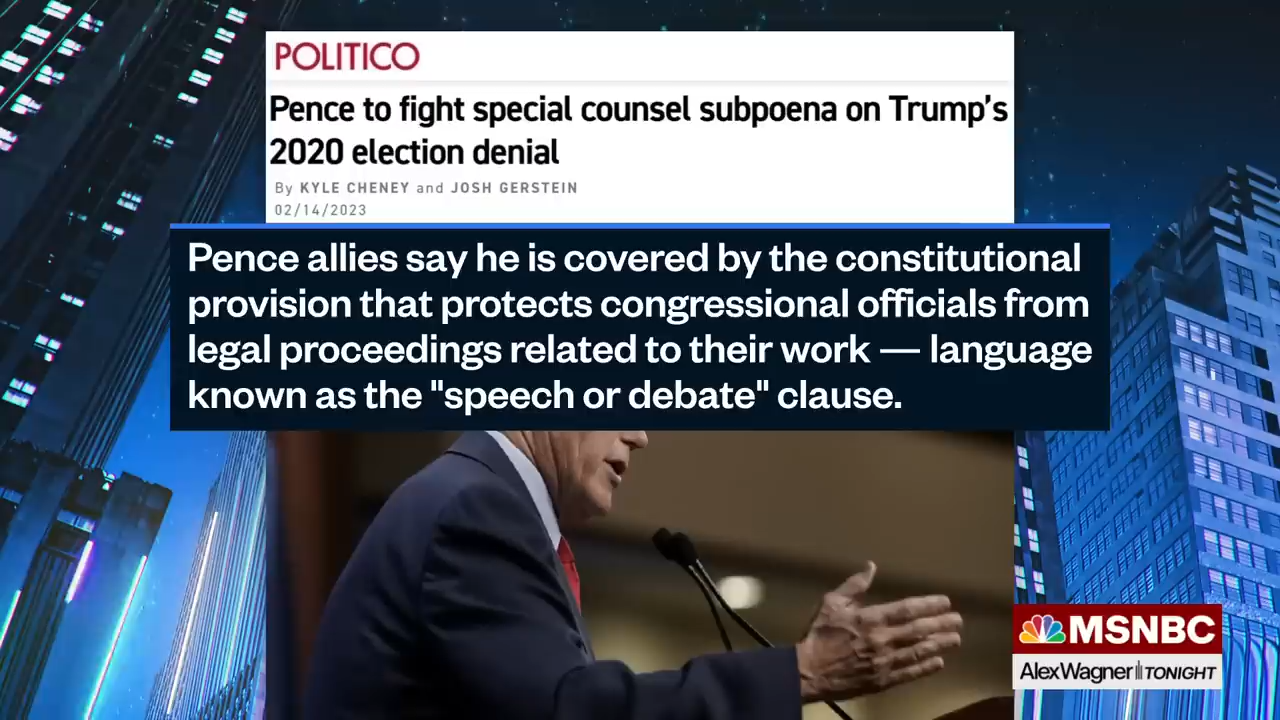 POLITICO
Pence to fight special counsel subpoena on Trump's
2020 election denial
By KYLE CHENEY and JOSH GERSTEIN
02/14/2023
Pence allies say he is covered by the constitutional
provision that protects congressional officials from
legal proceedings related to their work — language
known as the "speech or debate" clause.
MSNBC
AlexWagner TONIGHT